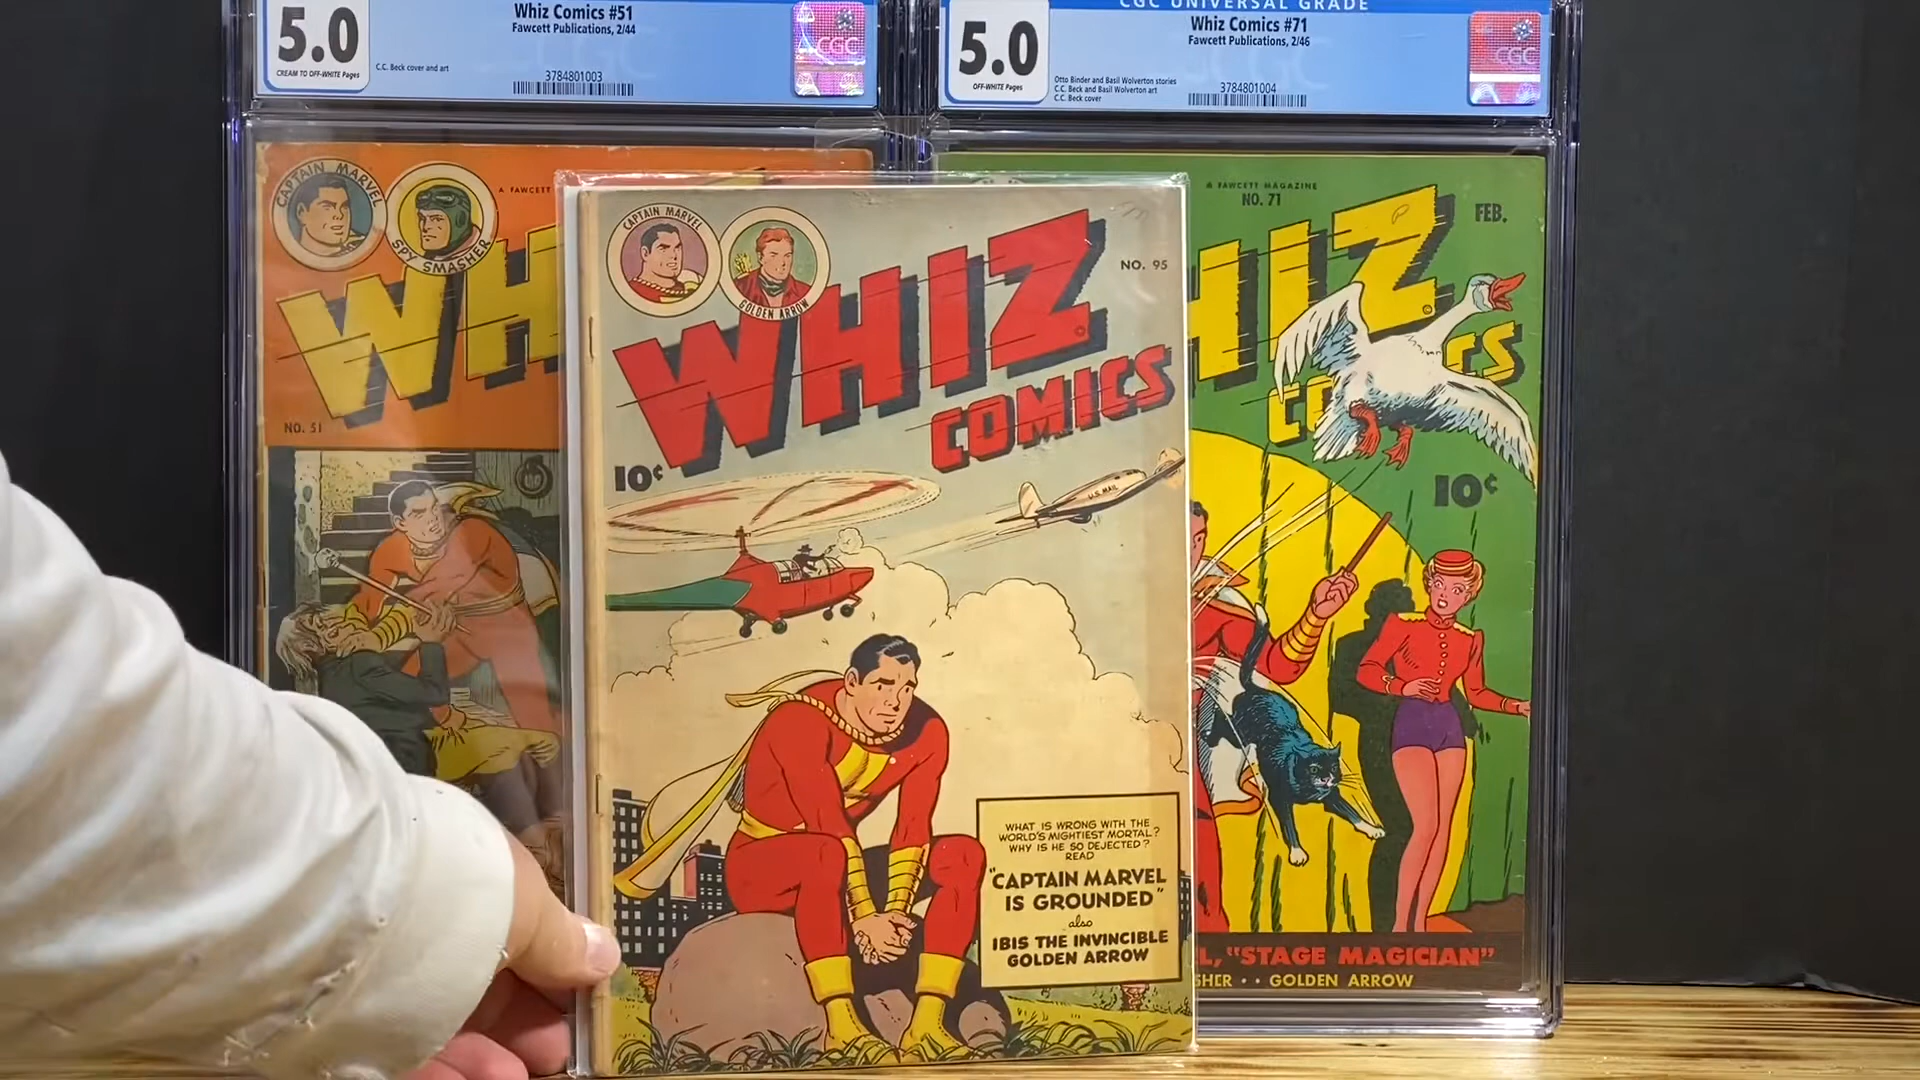 5.0
CREAM TO OFF-WHITE Pages
Whiz Comics #51
Fawcett Publications, 2/44
C.C. Beck cover and art
3784801003
CGC
CGC UNIVERSAL GRADE
5.0
OFF-WHITE Pages
Whiz Comics #71
Fawcett Publications, 2/46
Otto Binder and Basil Wolverton stories
C.C. Beck and Basil Wolverton art
C.C. Beck cover
3784801004
CGC
CAPTAIN MARVEL
SPY SMASHER
A FAWCETT
WH
NO. 51
CAPTAIN MARVEL
GOLDEN ARROW
WHIZ
COMICS
NO. 95
10¢
U.S. MAIL
WHAT IS WRONG WITH THE
WORLD'S MIGHTIEST MORTAL?
WHY IS HE SO DEJECTED?
READ
"CAPTAIN MARVEL
IS GROUNDED"
also
IBIS THE INVINCIBLE
GOLDEN ARROW
A FAWCETT MAGAZINE
NO. 71
FEB.
HIZ
CO CS
10¢
L, "STAGE MAGICIAN"
SHER • • GOLDEN ARROW